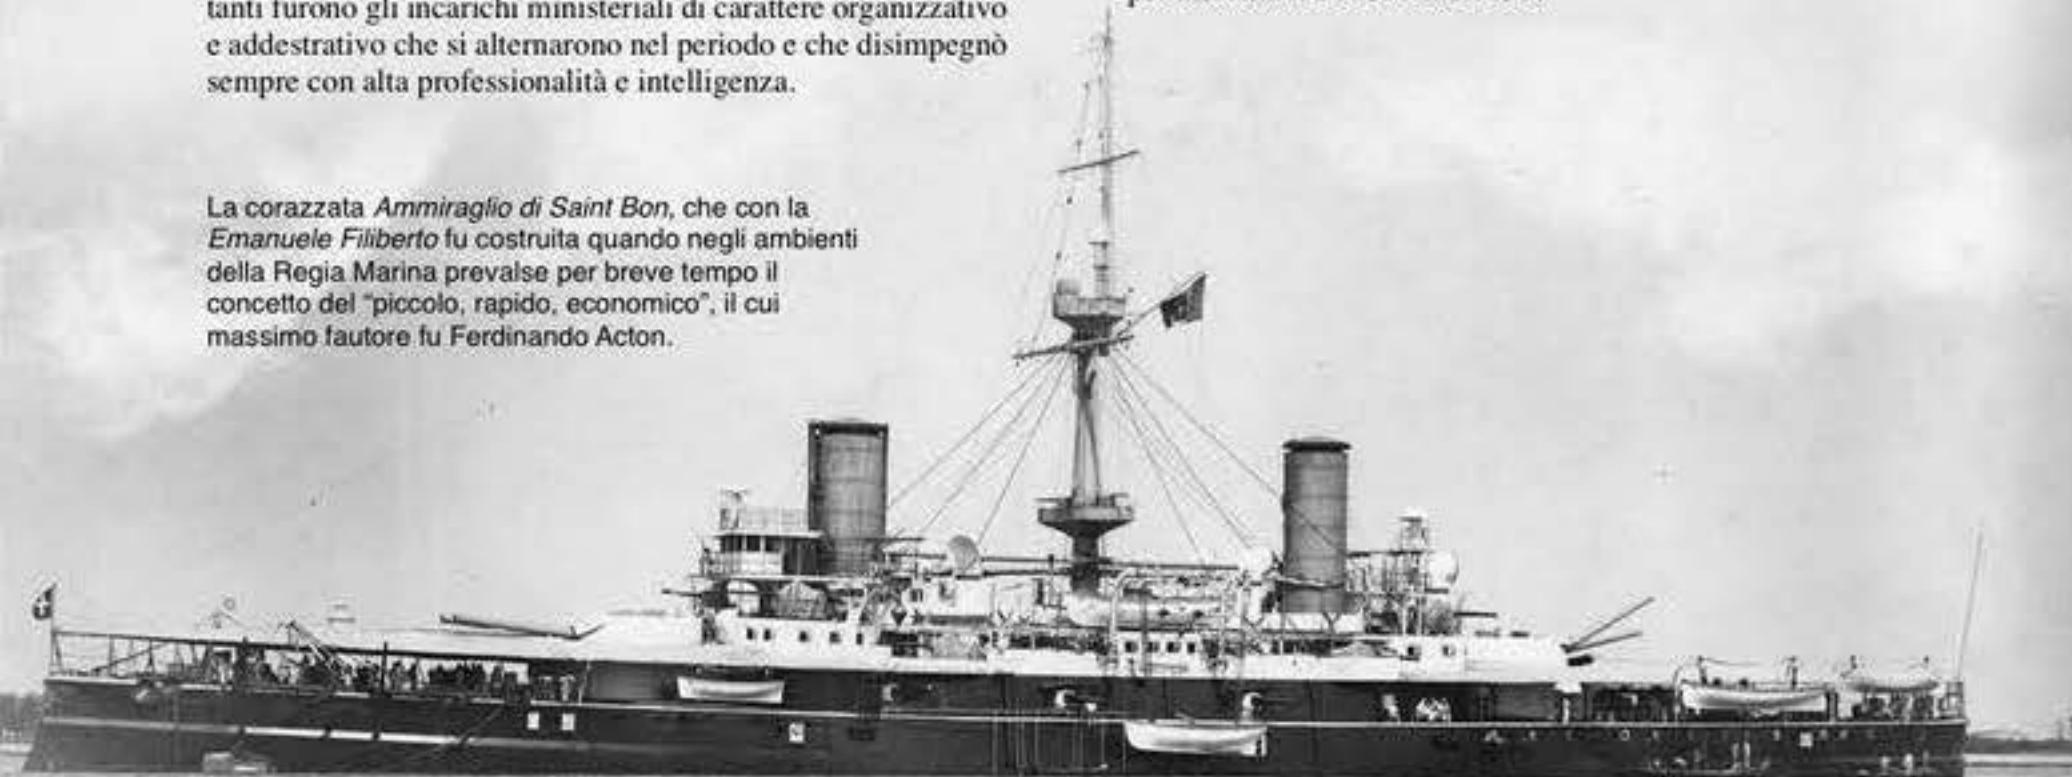 tanti furono gli incarichi ministeriali di carattere organizzativo
e addestrativo che si alternarono nel periodo e che disimpegnò
sempre con alta professionalità e intelligenza.
La corazzata Ammiraglio di Saint Bon, che con la
Emanuele Filiberto fu costruita quando negli ambienti
della Regia Marina prevalse per breve tempo il
concetto del “piccolo, rapido, economico”, il cui
massimo fautore fu Ferdinando Acton.